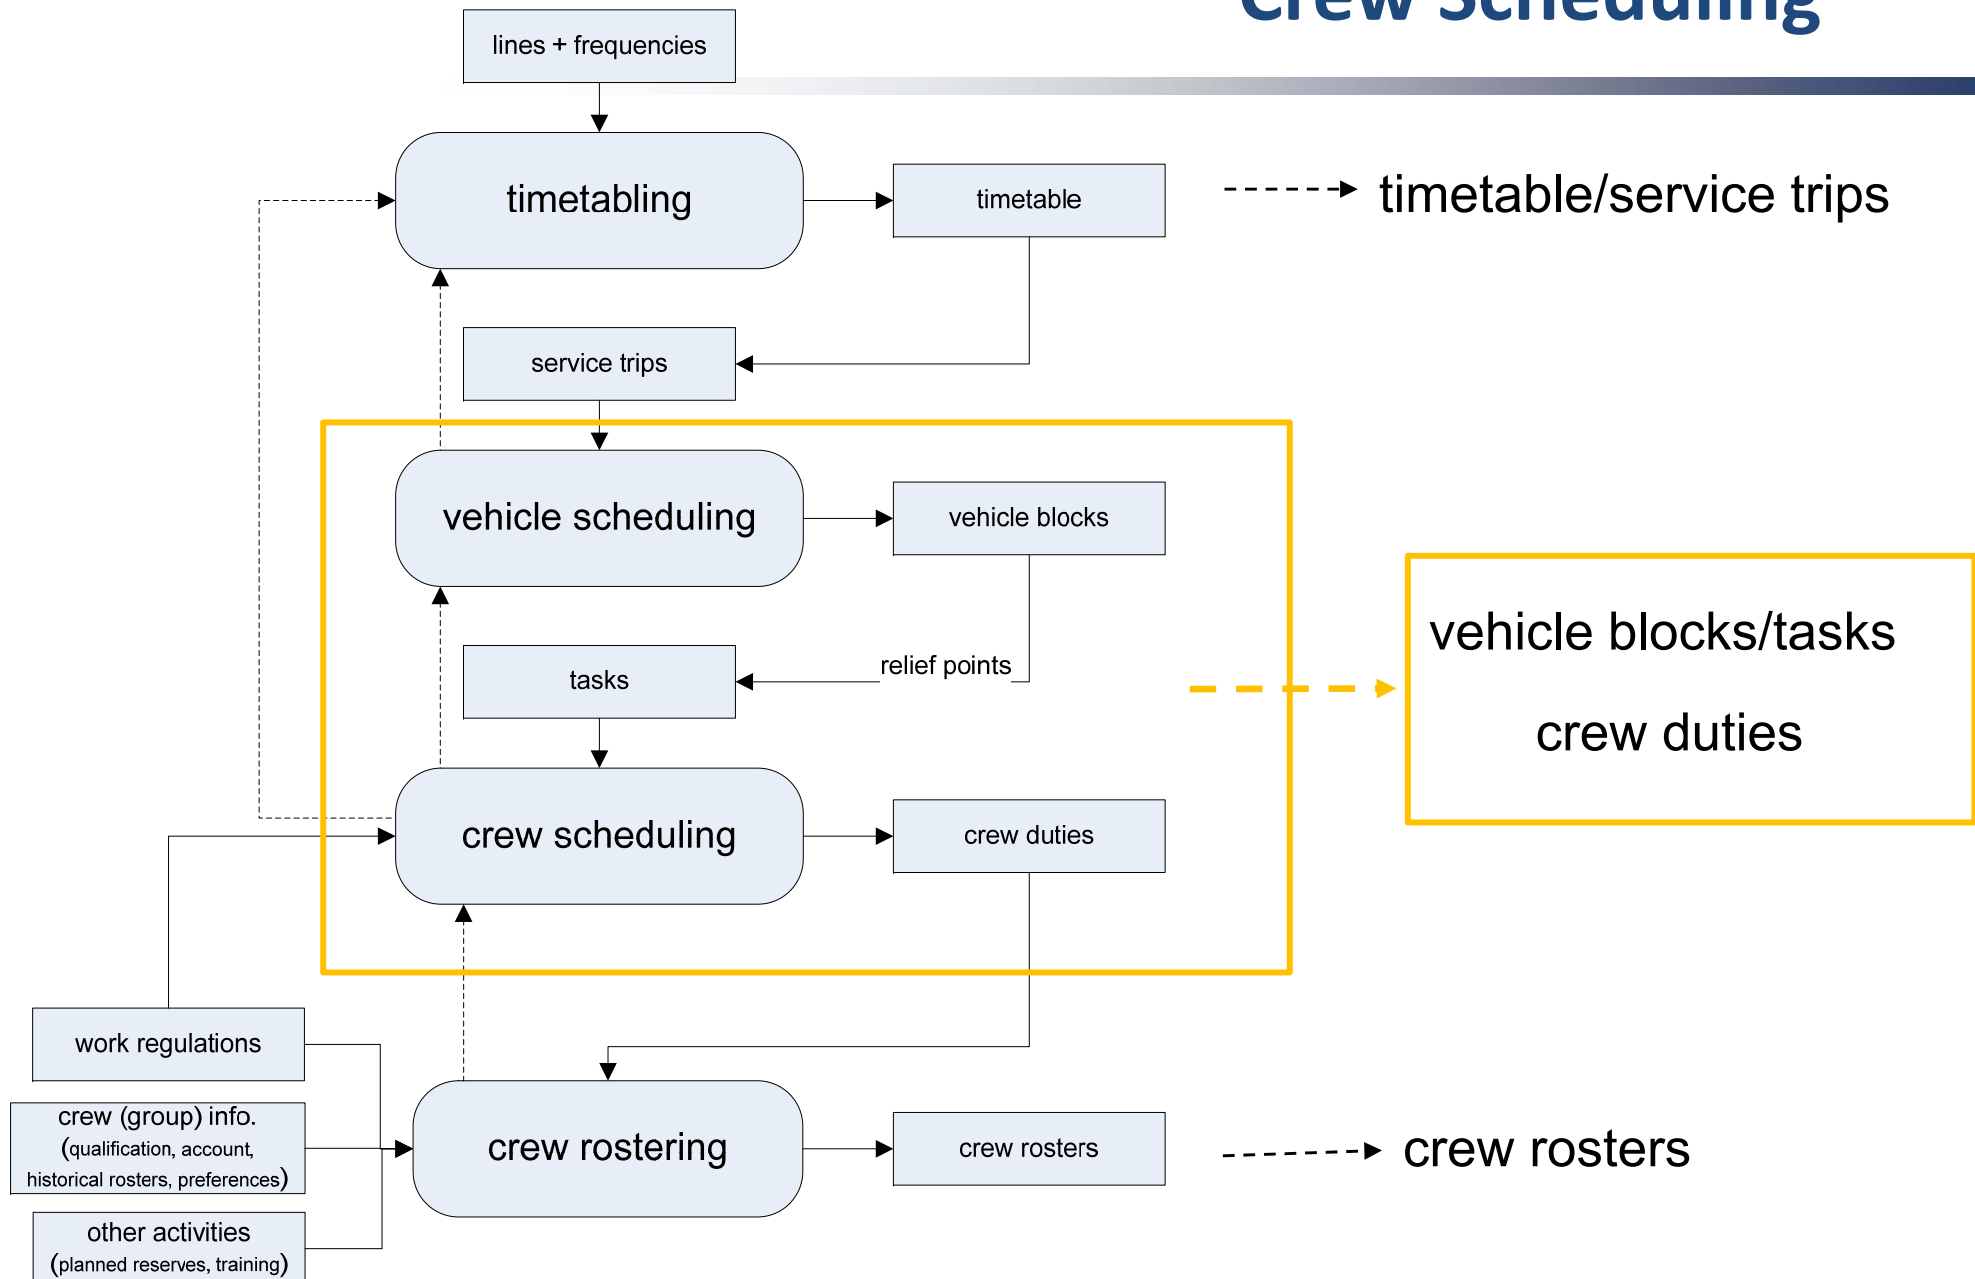 Crew Scheduling
lines + frequencies
timetabling
timetable
timetable/service trips
service trips
vehicle scheduling
vehicle blocks
vehicle blocks/tasks
relief points
tasks
crew duties
crew scheduling
crew duties
work regulations
crew (group) info.
(qualification, account,
historical rosters, preferences)
crew rostering
crew rosters
crew rosters
other activities
(planned reserves, training)